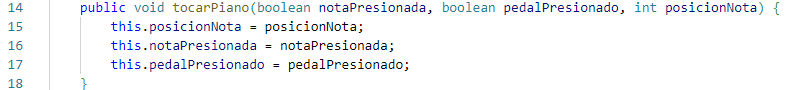 14 public void tocarPiano(boolean notaPresionada, boolean pedalPresionado, int posicionNota) {
15 this.posicionNota = posicionNota;
16 this.notaPresionada = notaPresionada;
17 this.pedalPresionado = pedalPresionado;
18 }